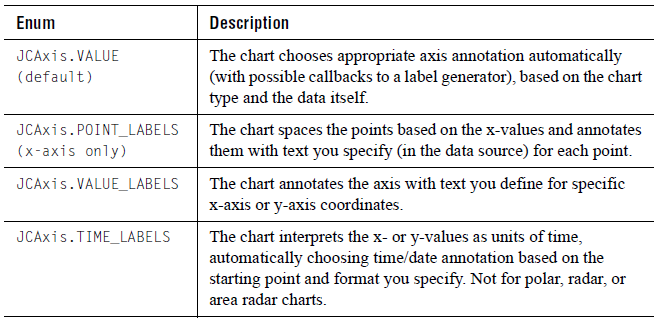 Enum Description
JCAxis.VALUE The chart chooses appropriate axis annotation automatically
(default) (with possible callbacks to a label generator), based on the chart
type and the data itself.
JCAxis.POINT_LABELS The chart spaces the points based on the x-values and annotates
(x-axis only) them with text you specify (in the data source) for each point.
JCAxis.VALUE_LABELS The chart annotates the axis with text you define for specific
x-axis or y-axis coordinates.
JCAxis.TIME_LABELS The chart interprets the x- or y-values as units of time,
automatically choosing time/date annotation based on the
starting point and format you specify. Not for polar, radar, or
area radar charts.